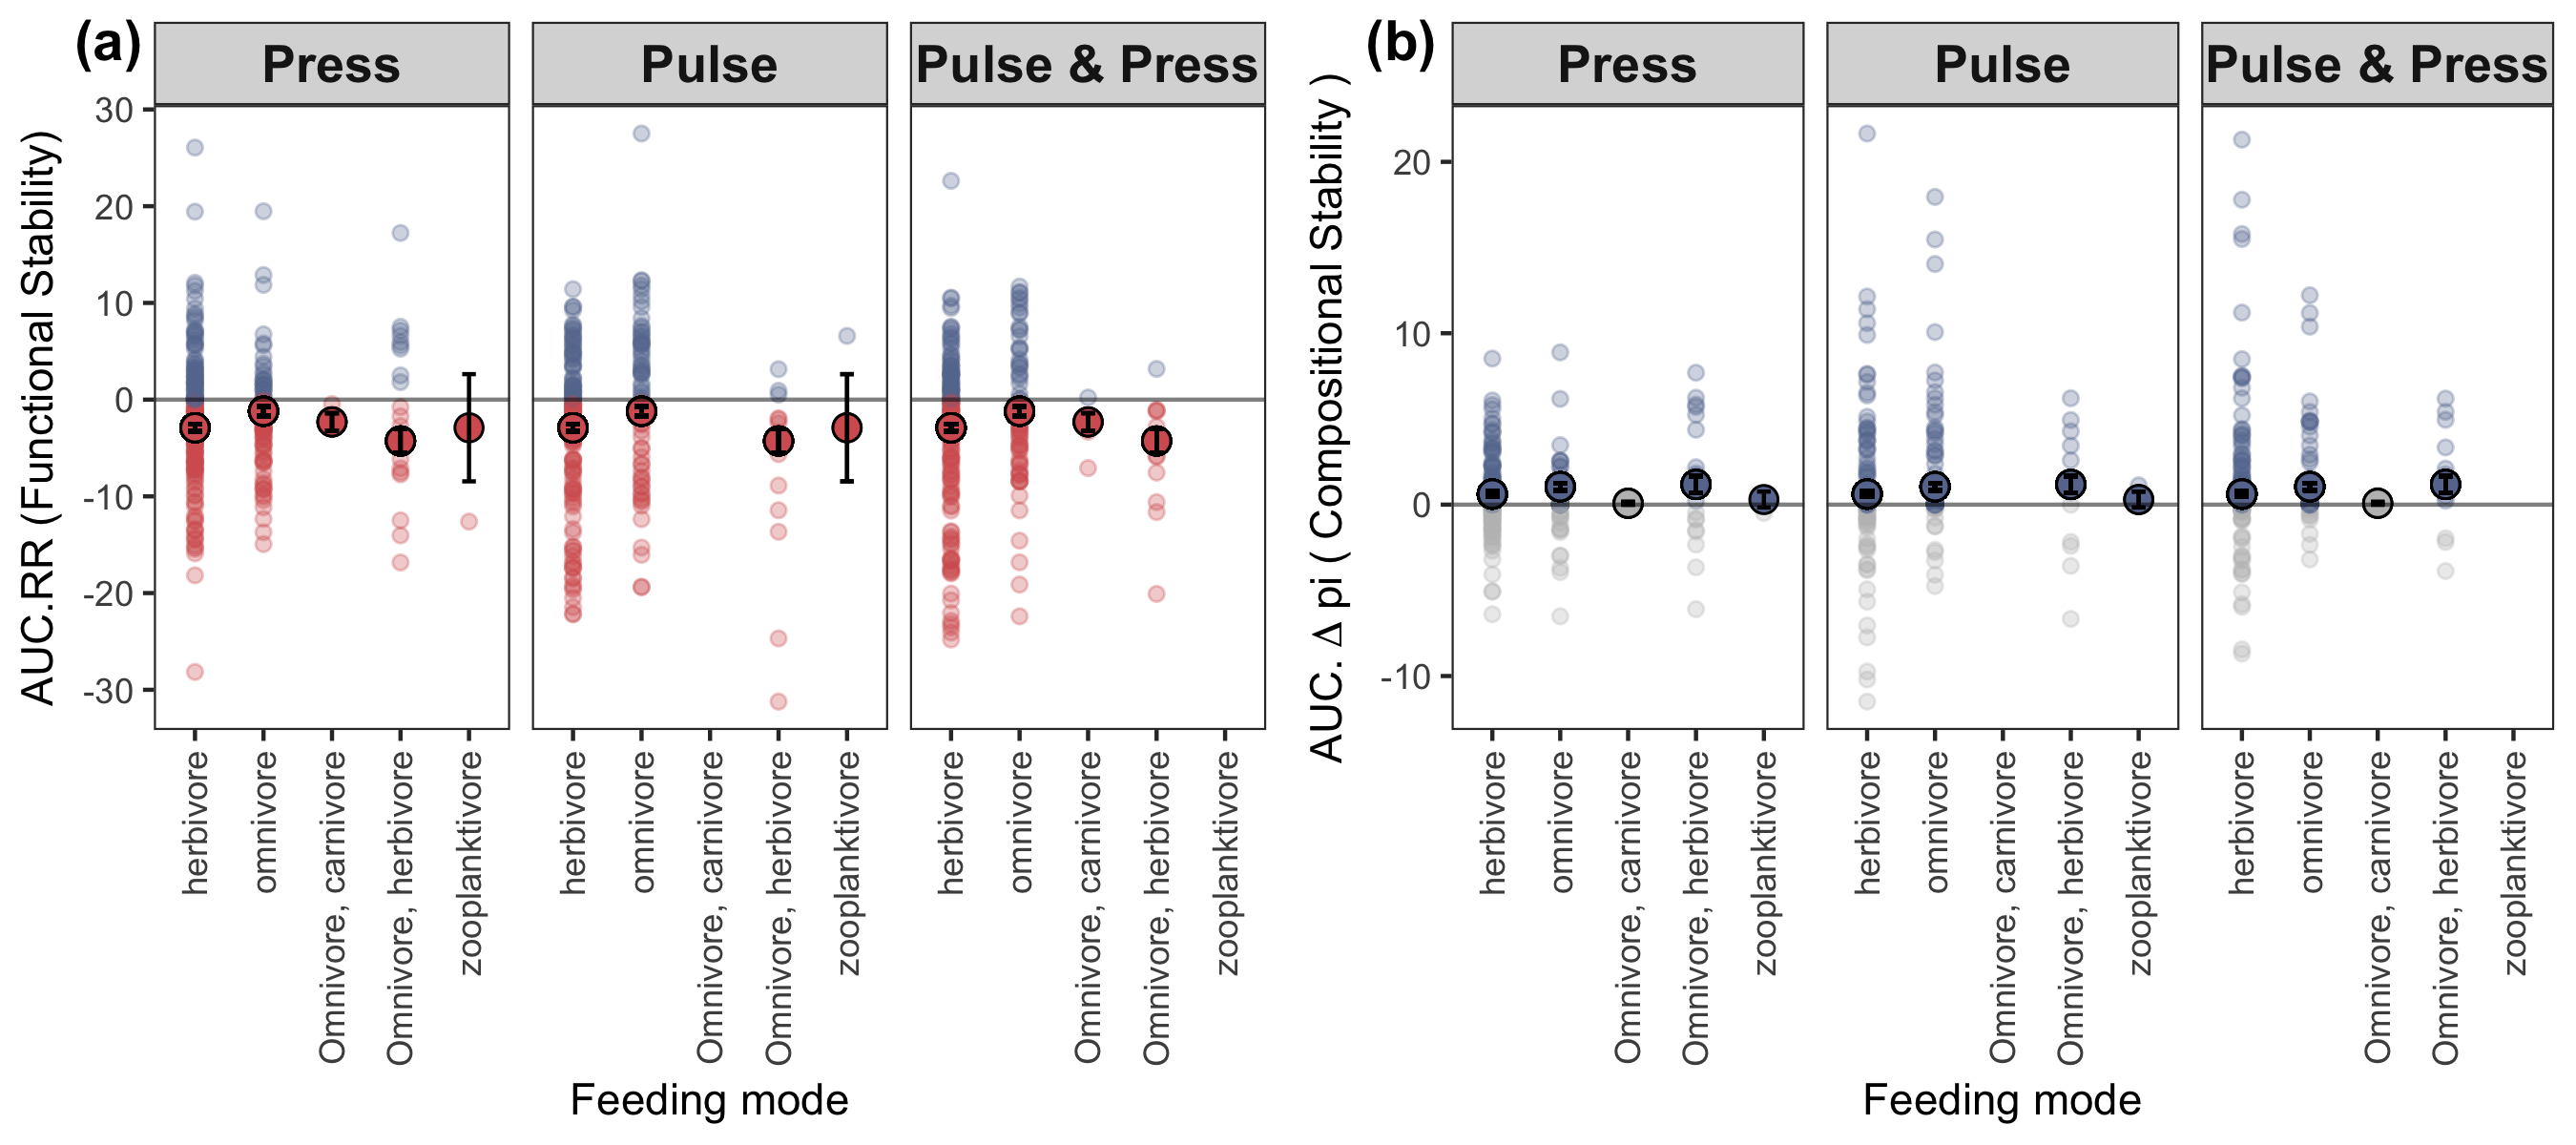 (a)
Press
Pulse
Pulse & Press
AUC.RR (Functional Stability)
30
20
10
0
-10
-20
-30
herbivore
omnivore
Omnivore, carnivore
Omnivore, herbivore
zooplanktivore
herbivore
omnivore
Omnivore, carnivore
Omnivore, herbivore
zooplanktivore
herbivore
omnivore
Omnivore, carnivore
Omnivore, herbivore
zooplanktivore
Feeding mode
(b)
Press
Pulse
Pulse & Press
AUC. Δ pi ( Compositional Stability )
20
10
0
-10
herbivore
omnivore
Omnivore, carnivore
Omnivore, herbivore
zooplanktivore
herbivore
omnivore
Omnivore, carnivore
Omnivore, herbivore
zooplanktivore
herbivore
omnivore
Omnivore, carnivore
Omnivore, herbivore
zooplanktivore
Feeding mode